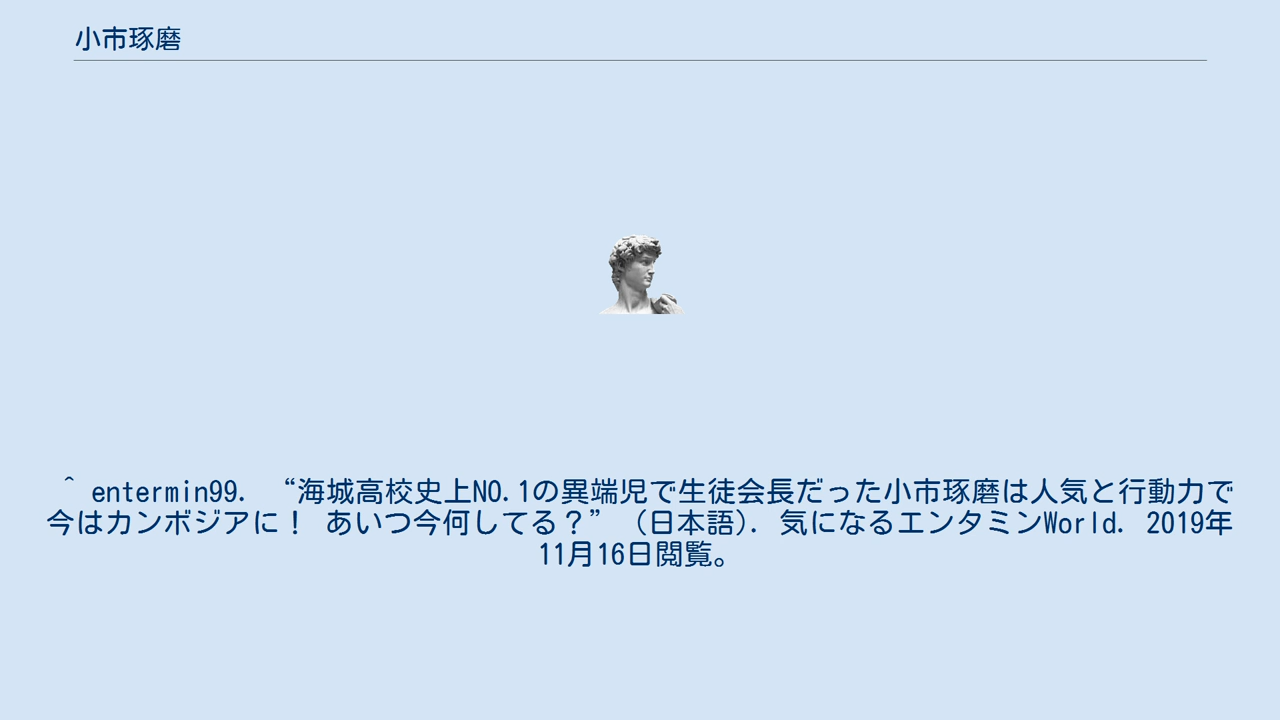 小市琢磨
^ entermin99. “海城高校史上NO.1の異端児で生徒会長だった小市琢磨は人気と行動力で
今はカンボジアに！ あいつ今何してる？” (日本語). 気になるエンタミンWorld. 2019年
11月16日閲覧。